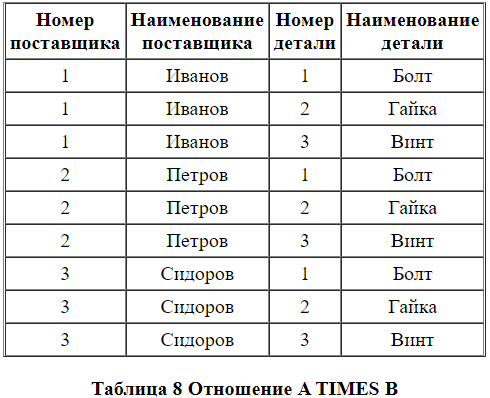 Номер поставщика Наименование поставщика Номер детали Наименование детали
1 Иванов 1 Болт
1 Иванов 2 Гайка
1 Иванов 3 Винт
2 Петров 1 Болт
2 Петров 2 Гайка
2 Петров 3 Винт
3 Сидоров 1 Болт
3 Сидоров 2 Гайка
3 Сидоров 3 Винт
Таблица 8 Отношение A TIMES B